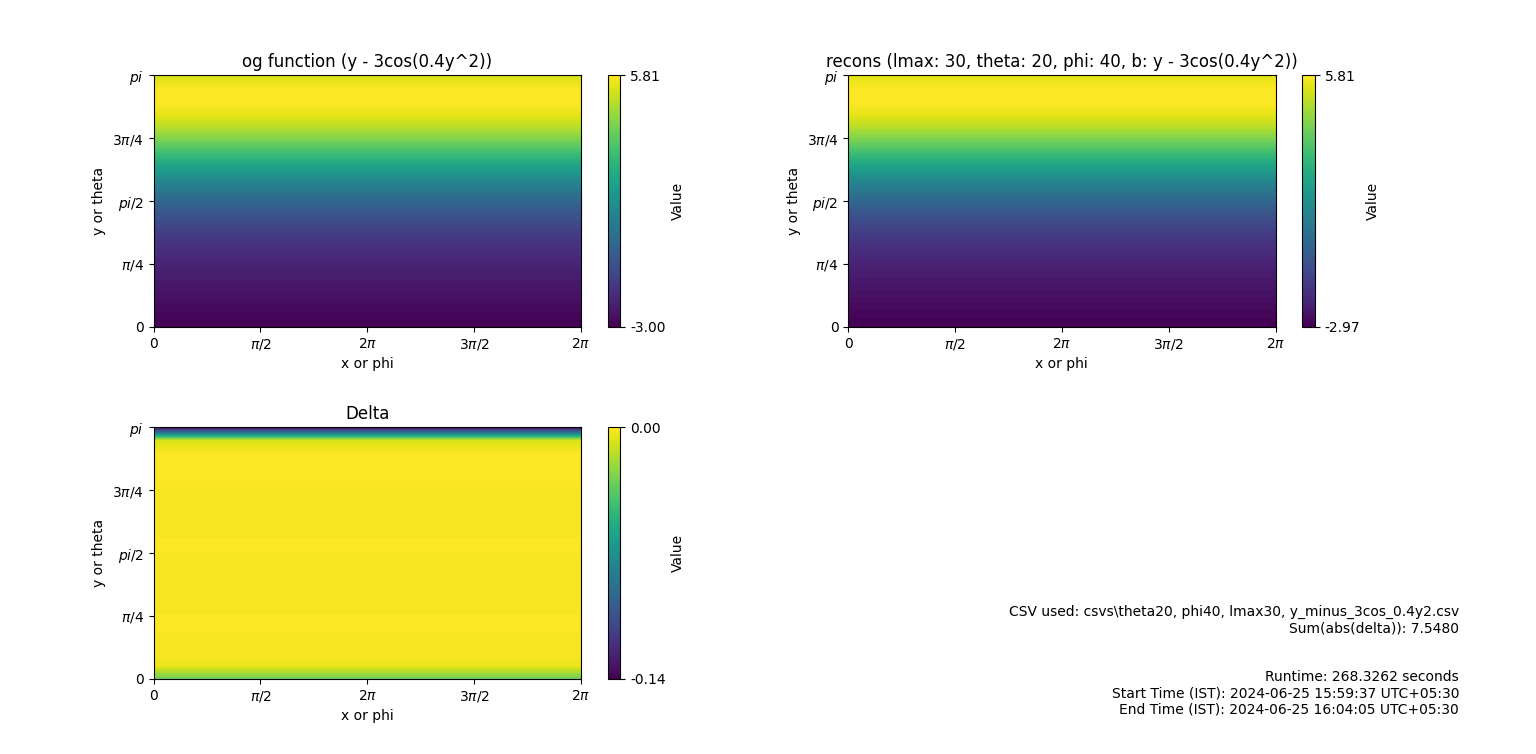 og function (y - 3cos(0.4y^2))
pi
3π/4
pi/2
π/4
0
y or theta
0 π/2 2π 3π/2 2π
x or phi
5.81
-3.00
Value
recons (lmax: 30, theta: 20, phi: 40, b: y - 3cos(0.4y^2))
pi
3π/4
pi/2
π/4
0
y or theta
0 π/2 2π 3π/2 2π
x or phi
5.81
-2.97
Value
Delta
pi
3π/4
pi/2
π/4
0
y or theta
0 π/2 2π 3π/2 2π
x or phi
0.00
-0.14
Value
CSV used: csvs\theta20, phi40, lmax30, y_minus_3cos_0.4y2.csv
Sum(abs(delta)): 7.5480
Runtime: 268.3262 seconds
Start Time (IST): 2024-06-25 15:59:37 UTC+05:30
End Time (IST): 2024-06-25 16:04:05 UTC+05:30